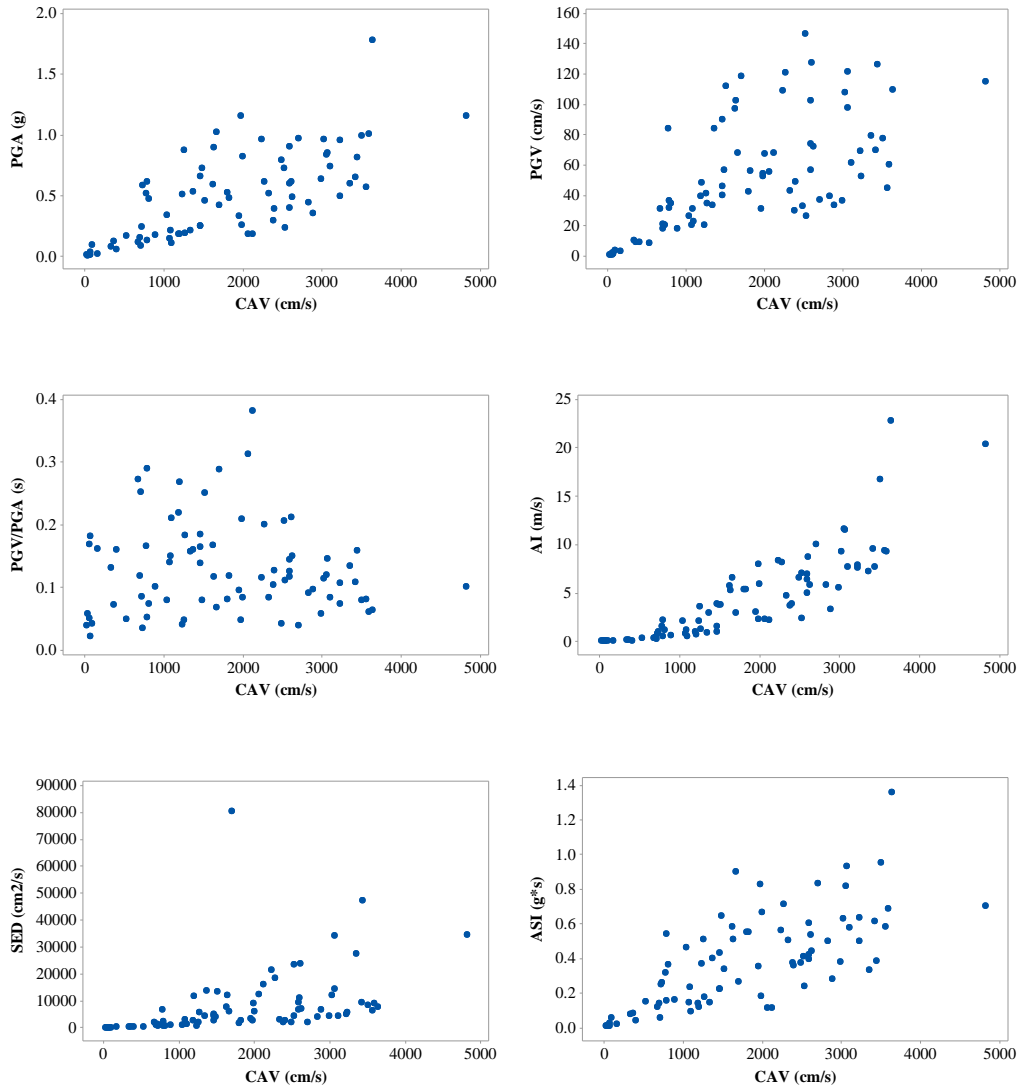 2.0
1.5
1.0
0.5
0.0
PGA (g)
0 1000 2000 3000 4000 5000
CAV (cm/s)
160
140
120
100
80
60
40
20
0
PGV (cm/s)
0 1000 2000 3000 4000 5000
CAV (cm/s)
0.4
0.3
0.2
0.1
0.0
PGV/PGA (s)
0 1000 2000 3000 4000 5000
CAV (cm/s)
25
20
15
10
5
0
AI (m/s)
0 1000 2000 3000 4000 5000
CAV (cm/s)
90000
80000
70000
60000
50000
40000
30000
20000
10000
0
SED (cm2/s)
0 1000 2000 3000 4000 5000
CAV (cm/s)
1.4
1.2
1.0
0.8
0.6
0.4
0.2
0.0
ASI (g*s)
0 1000 2000 3000 4000 5000
CAV (cm/s)